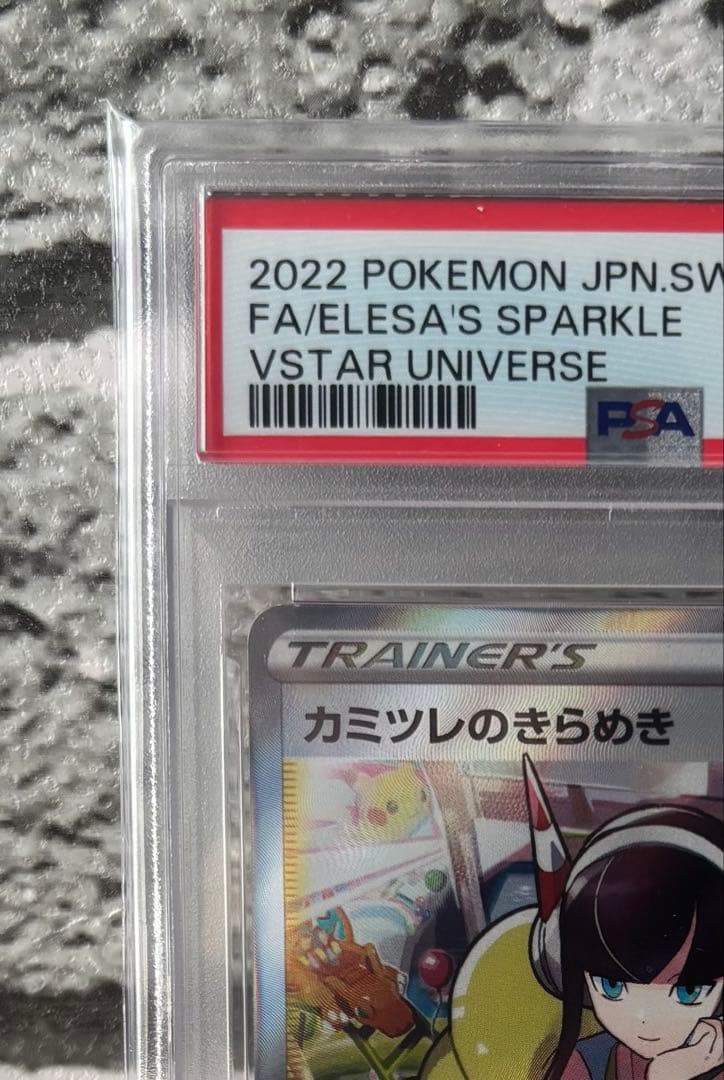 2022 POKEMON JPN.SW
FA/ELESA'S SPARKLE
VSTAR UNIVERSE
PSA
TRAINER'S
カミツレのきらめき